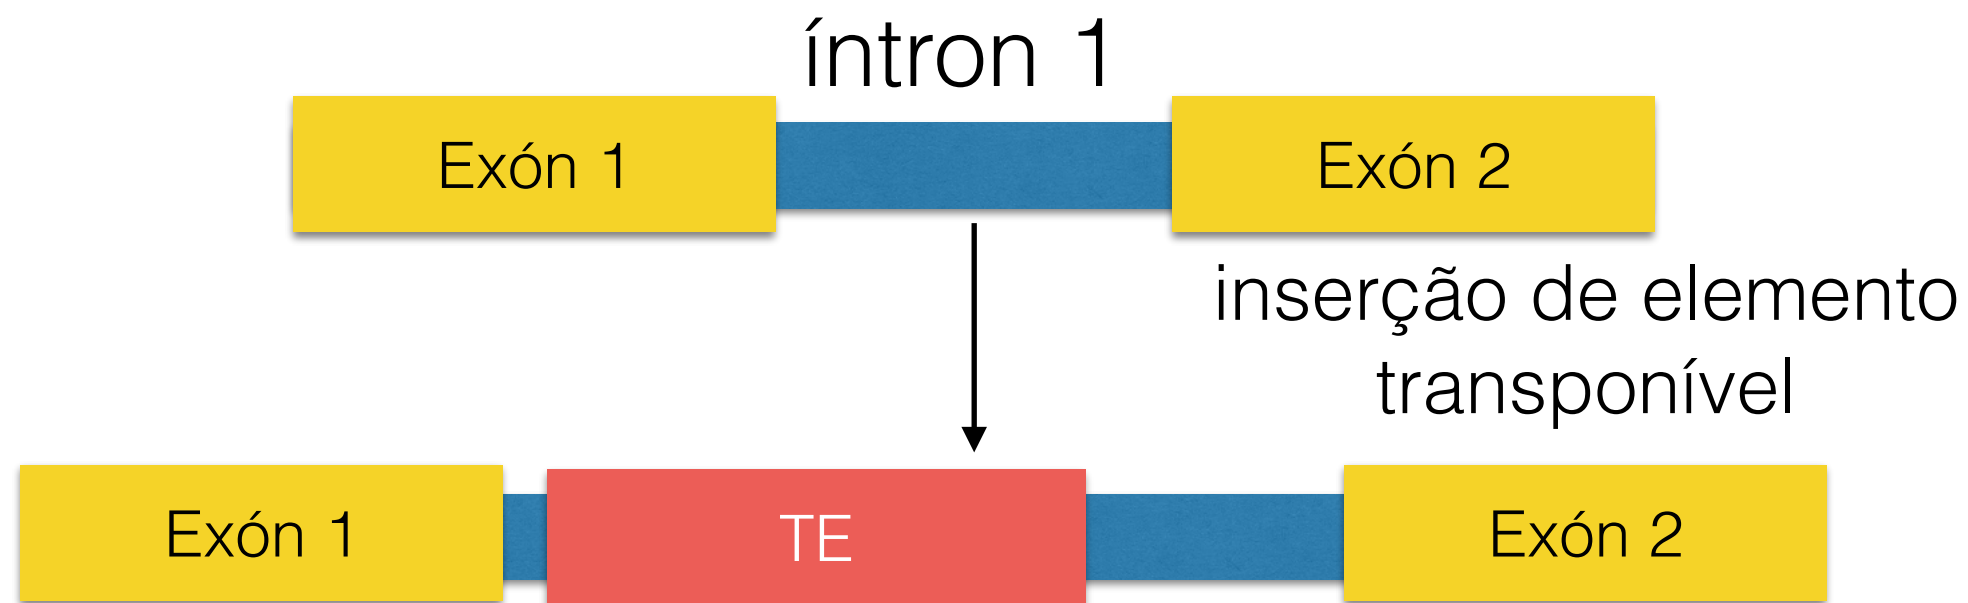 íntron 1
Exón 1
Exón 2
inserção de elemento
transponível
Exón 1
TE
Exón 2